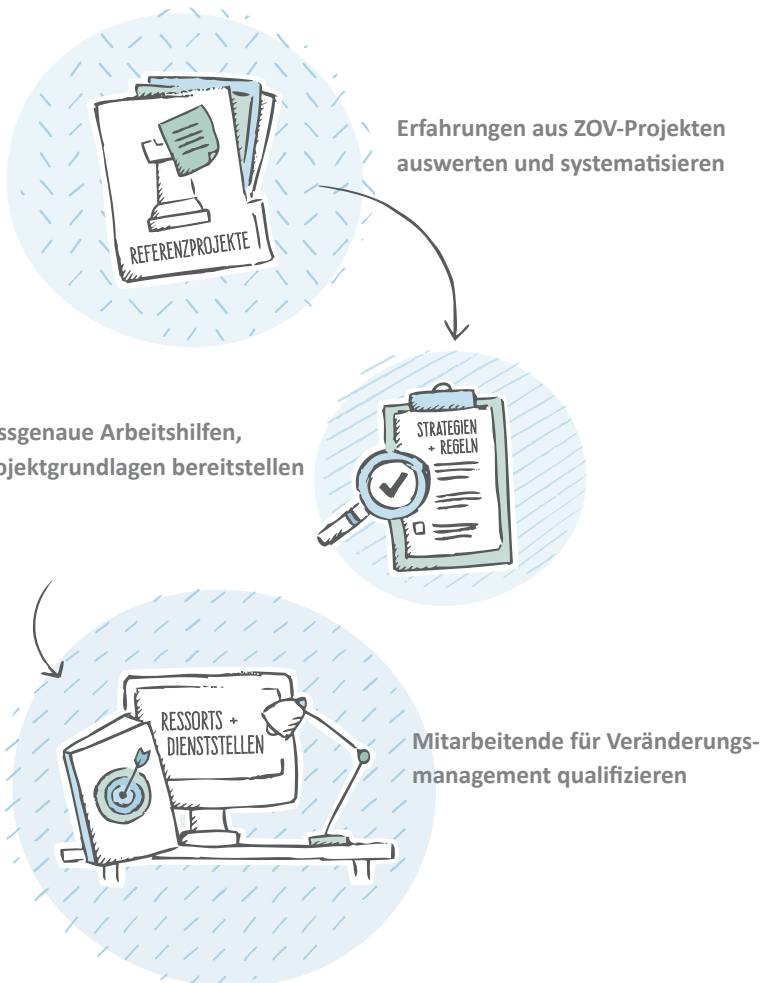 Erfahrungen aus ZOV-Projekten
auswerten und systematisieren
REFERENZPROJEKTE
ssgenaue Arbeitshilfen,
ojektgrundlagen bereitstellen
STRATEGIEN
+ REGELN
RESSORTS +
DIENSTSTELLEN
Mitarbeitende für Veränderungs-
management qualifizieren